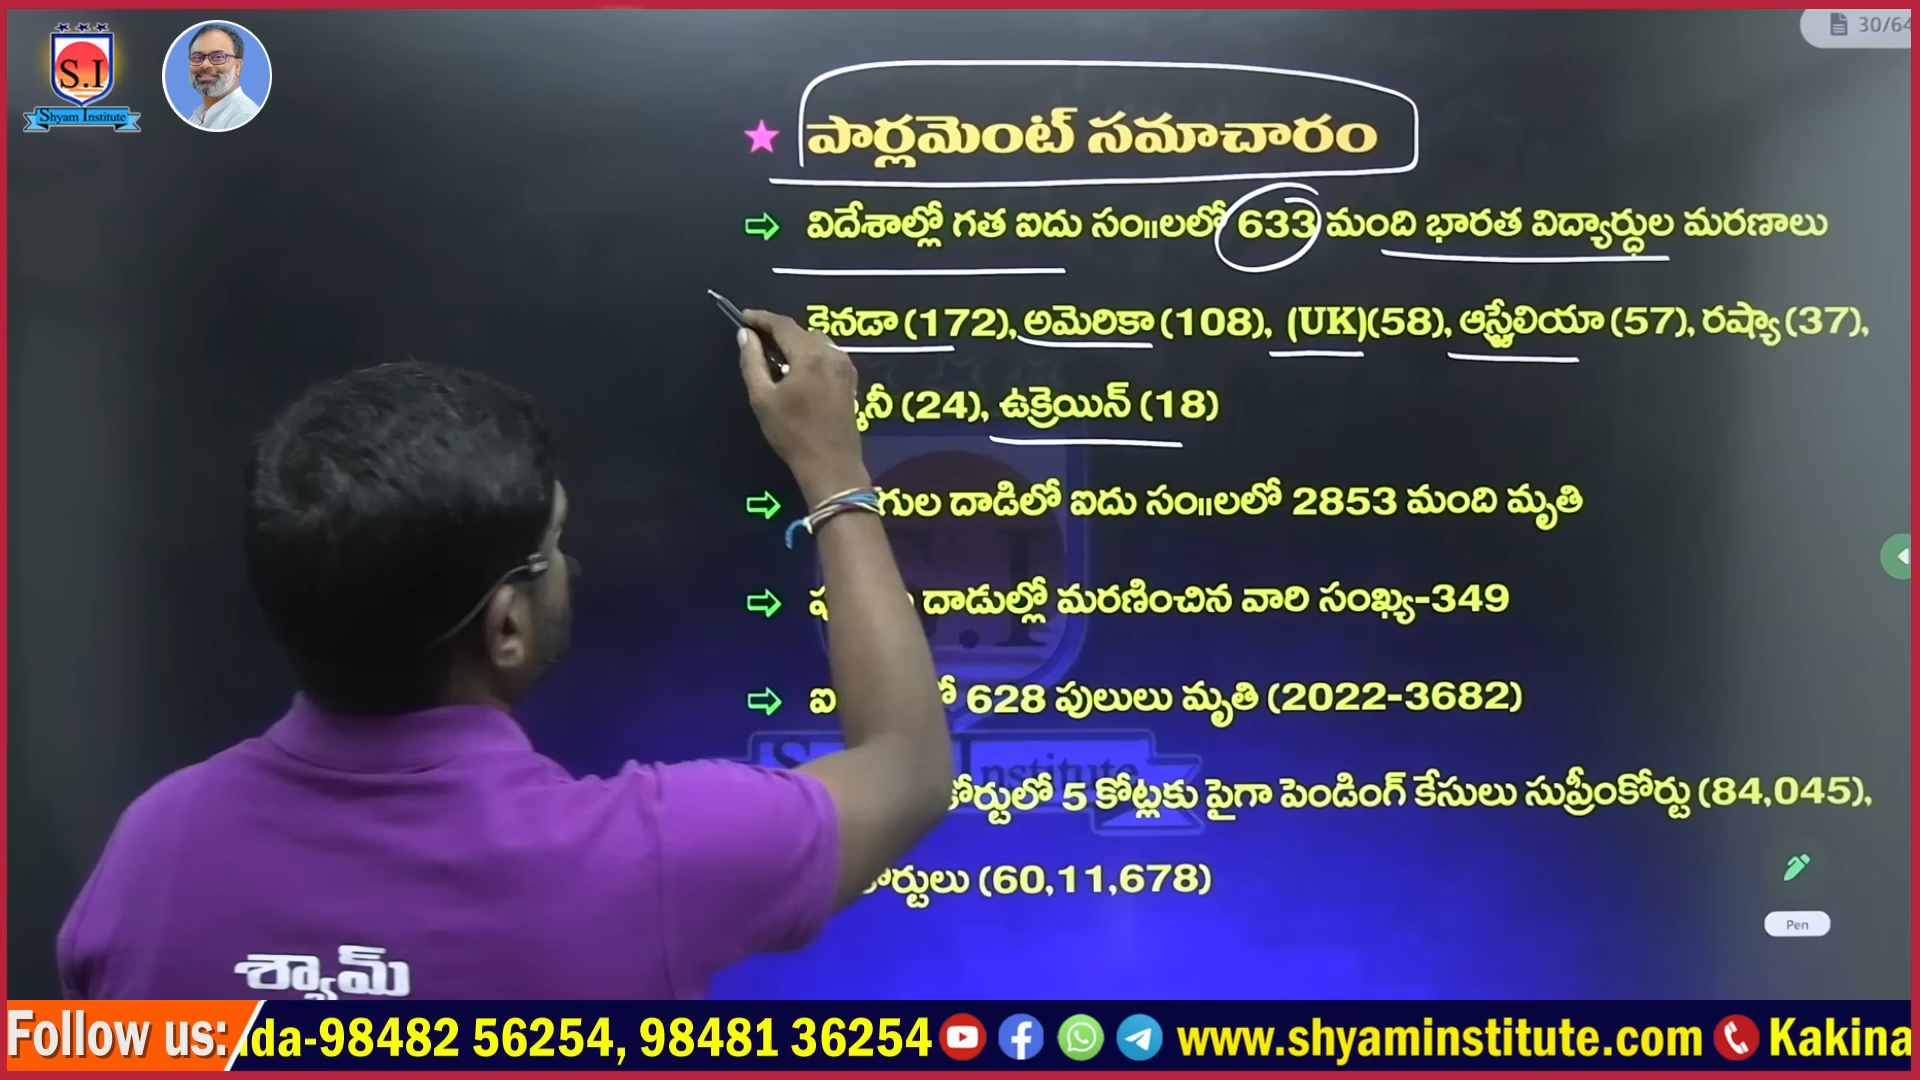 S.I
Shyam Institute
30/64
పార్లమెంట్ సమాచారం
విదేశాల్లో గత ఐదు సం॥లలో 633 మంది భారత విద్యార్థుల మరణాలు
కెనడా (172), అమెరికా (108), (UK)(58), ఆస్ట్రేలియా (57), రష్యా (37),
(24), ఉక్రెయిన్ (18)
దాడిలో ఐదు సం॥లలో 2853 మంది మృతి
దాడుల్లో మరణించిన వారి సంఖ్య-349
628 పులులు మృతి (2022-3682)
5 కోట్లకు పైగా పెండింగ్ కేసులు సుప్రీంకోర్టు (84,045),
(60,11,678)
Pen
శ్యామ్
Follow us: da-98482 56254, 98481 36254 www.shyaminstitute.com Kakina